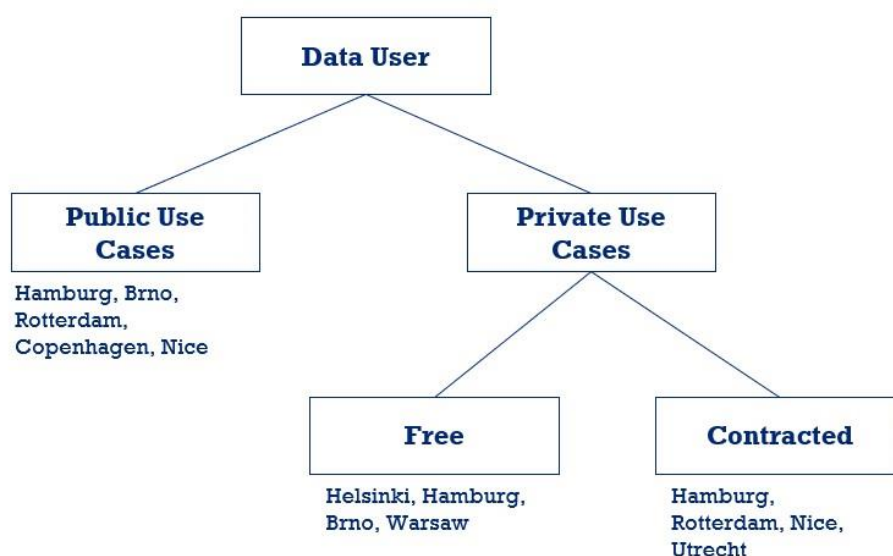 Data User
Public Use
Cases
Hamburg, Brno,
Rotterdam,
Copenhagen, Nice
Private Use
Cases
Free
Helsinki, Hamburg,
Brno, Warsaw
Contracted
Hamburg,
Rotterdam, Nice,
Utrecht